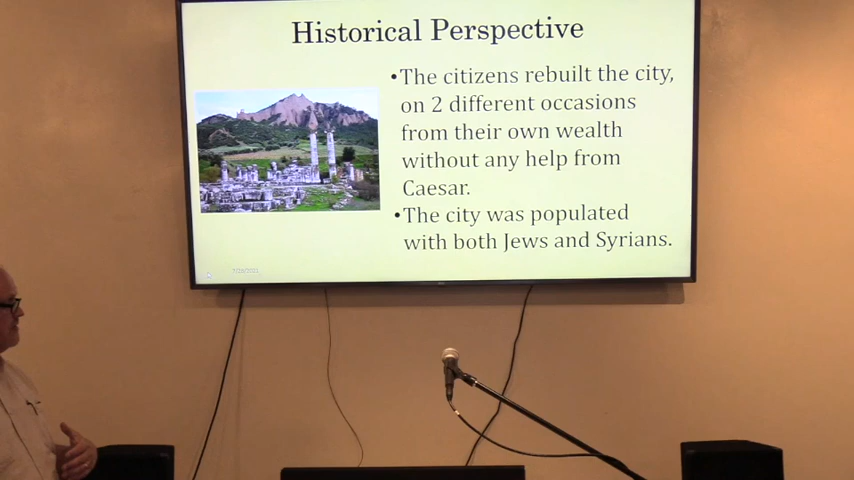 Historical Perspective
•The citizens rebuilt the city,
on 2 different occasions
from their own wealth
without any help from
Caesar.
•The city was populated
with both Jews and Syrians.